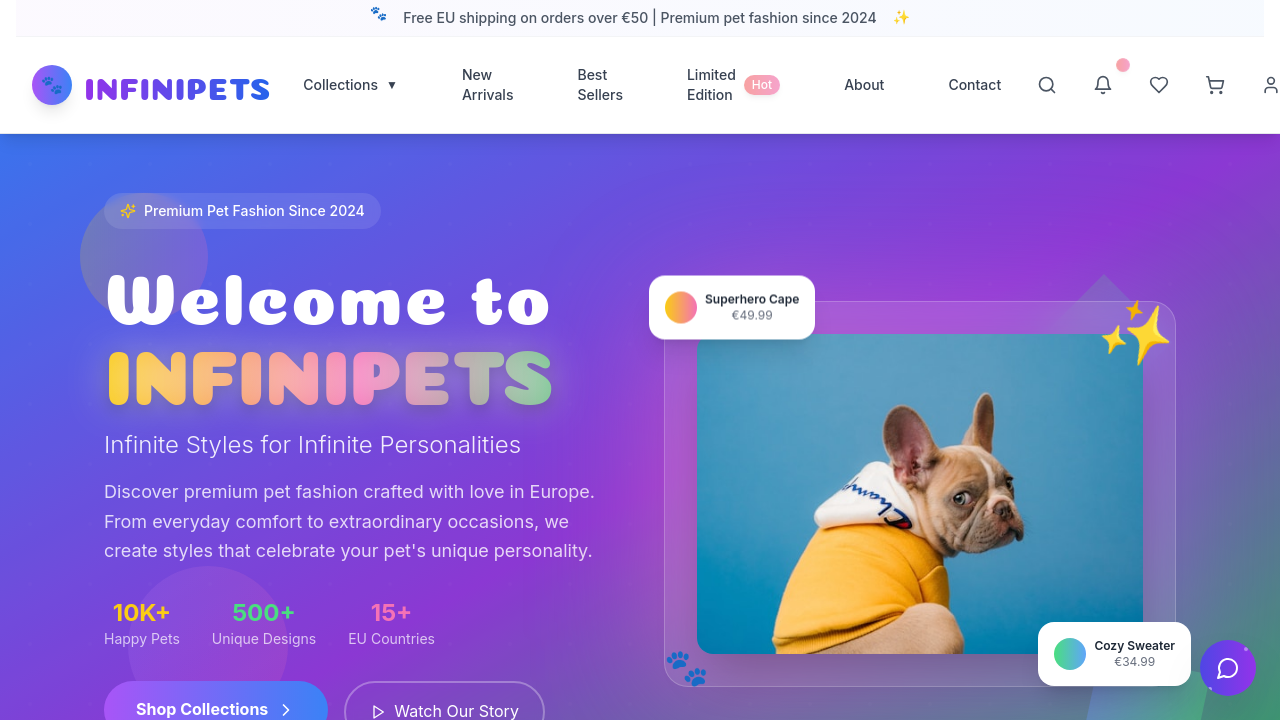 Free EU shipping on orders over €50 | Premium pet fashion since 2024
INFINIPETS
Collections ▼
New Arrivals
Best Sellers
Limited Edition
Hot
About
Contact
Premium Pet Fashion Since 2024
Welcome to
INFINIPETS
Infinite Styles for Infinite Personalities
Discover premium pet fashion crafted with love in Europe.
From everyday comfort to extraordinary occasions, we
create styles that celebrate your pet's unique personality.
10K+
Happy Pets
500+
Unique Designs
15+
EU Countries
Shop Collections
Watch Our Story
Superhero Cape
€49.99
Champion
Cozy Sweater
€34.99